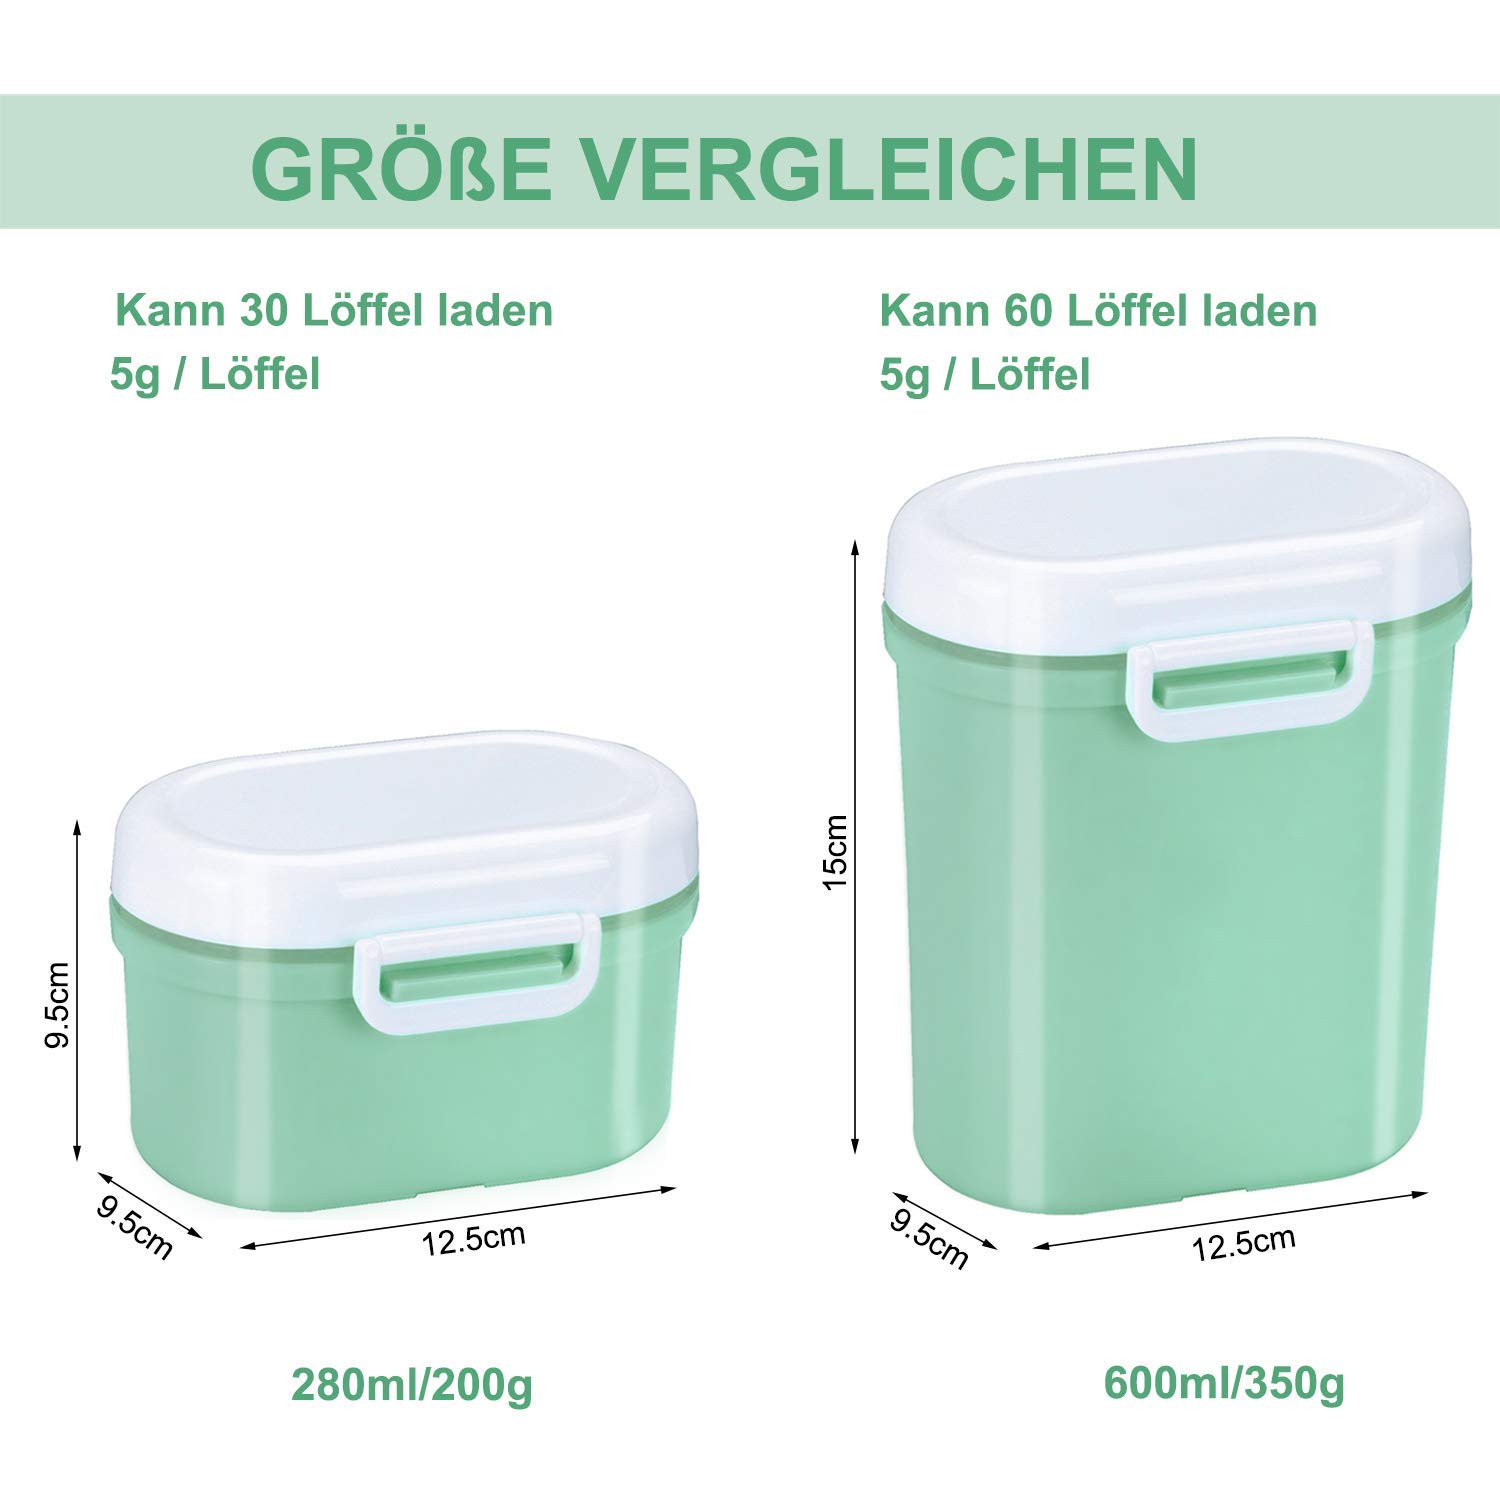 GRÖßE VERGLEICHEN
Kann 30 Löffel laden
5g / Löffel
Kann 60 Löffel laden
5g / Löffel
9.5cm
9.5cm
12.5cm
15cm
9.5cm
12.5cm
280ml/200g
600ml/350g